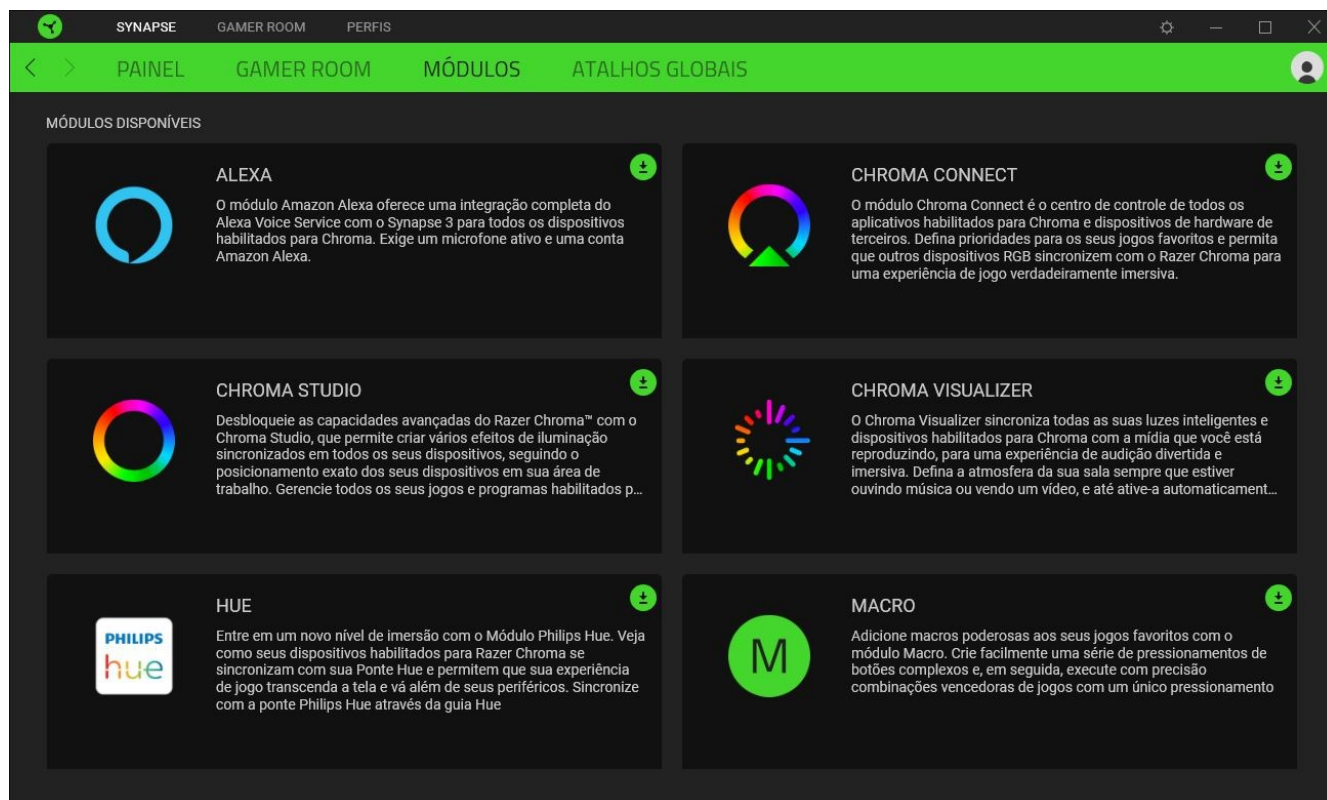 SYNAPSE GAMER ROOM PERFIS
PAINEL GAMER ROOM MÓDULOS ATALHOS GLOBAIS
MÓDULOS DISPONÍVEIS
ALEXA
O módulo Amazon Alexa oferece uma integração completa do
Alexa Voice Service com o Synapse 3 para todos os dispositivos
habilitados para Chroma. Exige um microfone ativo e uma conta
Amazon Alexa.
CHROMA CONNECT
O módulo Chroma Connect é o centro de controle de todos os
aplicativos habilitados para Chroma e dispositivos de hardware de
terceiros. Defina prioridades para os seus jogos favoritos e permita
que outros dispositivos RGB sincronizem com o Razer Chroma para
uma experiência de jogo verdadeiramente imersiva.
CHROMA STUDIO
Desbloqueie as capacidades avançadas do Razer Chroma™ com o
Chroma Studio, que permite criar vários efeitos de iluminação
sincronizados em todos os seus dispositivos, seguindo o
posicionamento exato dos seus dispositivos em sua área de
trabalho. Gerencie todos os seus jogos e programas habilitados p...
CHROMA VISUALIZER
O Chroma Visualizer sincroniza todas as suas luzes inteligentes e
dispositivos habilitados para Chroma com a mídia que você está
reproduzindo, para uma experiência de audição divertida e
imersiva. Defina a atmosfera da sua sala sempre que estiver
ouvindo música ou vendo um vídeo, e até ative-a automaticament...
PHILIPS
hue
HUE
Entre em um novo nível de imersão com o Módulo Philips Hue. Veja
como seus dispositivos habilitados para Razer Chroma se
sincronizam com sua Ponte Hue e permitem que sua experiência
de jogo transcenda a tela e vá além de seus periféricos. Sincronize
com a ponte Philips Hue através da guia Hue
M
MACRO
Adicione macros poderosas aos seus jogos favoritos com o
módulo Macro. Crie facilmente uma série de pressionamentos de
botões complexos e, em seguida, execute com precisão
combinações vencedoras de jogos com um único pressionamento